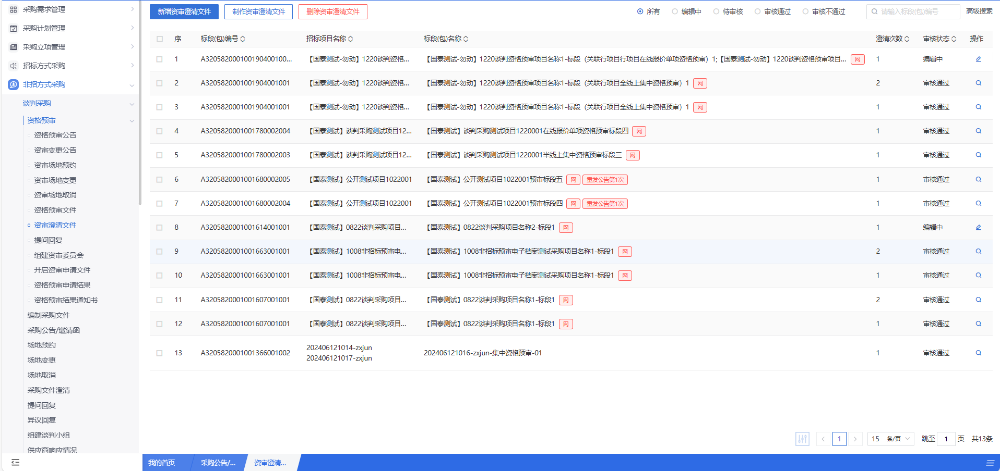 采购需求管理
采购计划管理
采购立项管理
招标方式采购
非招方式采购
谈判采购
资格预审
资格预审公告
资审变更公告
资审场地预约
资审场地变更
资审场地取消
资格预审文件
资审澄清文件
提问回复
组建资审委员会
开启资审申请文件
资格预审申请结果
资格预审结果通知书
编制采购文件
采购公告/邀请函
场地预约
场地变更
场地取消
采购文件澄清
提问回复
异议回复
组建谈判小组
供应商响应情况
新增资审澄清文件 制作资审澄清文件 删除资审澄清文件 所有 编辑中 待审核 审核通过 审核不通过 请输入标段(包)编号 高级搜索
序 标段(包)编号 招标项目名称 标段(包)名称 澄清次数 审核状态 操作
1 A320582000100190400100... 【国泰测试-勿动】1220谈判资格... 【国泰测试-勿动】1220谈判资格预审项目名称1-标段（关联行项目行项目在线报价单项资格预审）1;【国泰测试-勿动】1220谈判资格预审项目... 网 1 编辑中
2 A3205820001001904001001 【国泰测试-勿动】1220谈判资格... 【国泰测试-勿动】1220谈判资格预审项目名称1-标段（关联行项目全线上集中资格预审）1 网 2 审核通过
3 A3205820001001904001001 【国泰测试-勿动】1220谈判资格... 【国泰测试-勿动】1220谈判资格预审项目名称1-标段（关联行项目全线上集中资格预审）1 网 1 审核通过
4 A3205820001001780002004 【国泰测试】谈判采购测试项目12... 【国泰测试】谈判采购测试项目1220001在线报价单项资格预审标段四 网 1 审核通过
5 A3205820001001780002003 【国泰测试】谈判采购测试项目12... 【国泰测试】谈判采购测试项目1220001半线上集中资格预审标段三 网 1 审核通过
6 A3205820001001680002005 【国泰测试】公开测试项目1022001 【国泰测试】公开测试项目1022001预审标段五 网 重发公告第1次 1 审核通过
7 A3205820001001680002004 【国泰测试】公开测试项目1022001 【国泰测试】公开测试项目1022001预审标段四 网 重发公告第1次 1 审核通过
8 A3205820001001614001001 【国泰测试】0822谈判采购项目... 【国泰测试】0822谈判采购项目名称2-标段1 网 1 编辑中
9 A3205820001001663001001 【国泰测试】1008非招标预审电... 【国泰测试】1008非招标预审电子档案测试采购项目名称1-标段1 网 2 审核通过
10 A3205820001001663001001 【国泰测试】1008非招标预审电... 【国泰测试】1008非招标预审电子档案测试采购项目名称1-标段1 网 1 审核通过
11 A3205820001001607001001 【国泰测试】0822谈判采购项目... 【国泰测试】0822谈判采购项目名称1-标段1 网 2 审核通过
12 A3205820001001607001001 【国泰测试】0822谈判采购项目... 【国泰测试】0822谈判采购项目名称1-标段1 网 1 审核通过
202406121014-zxjun
13 A3205820001001366001002 202406121016-zxjun-集中资格预审-01 1 审核通过
202406121017-zxjun
1 15 条/页 跳至 1 页 共13条
我的首页 采购公告/... 资审澄清...